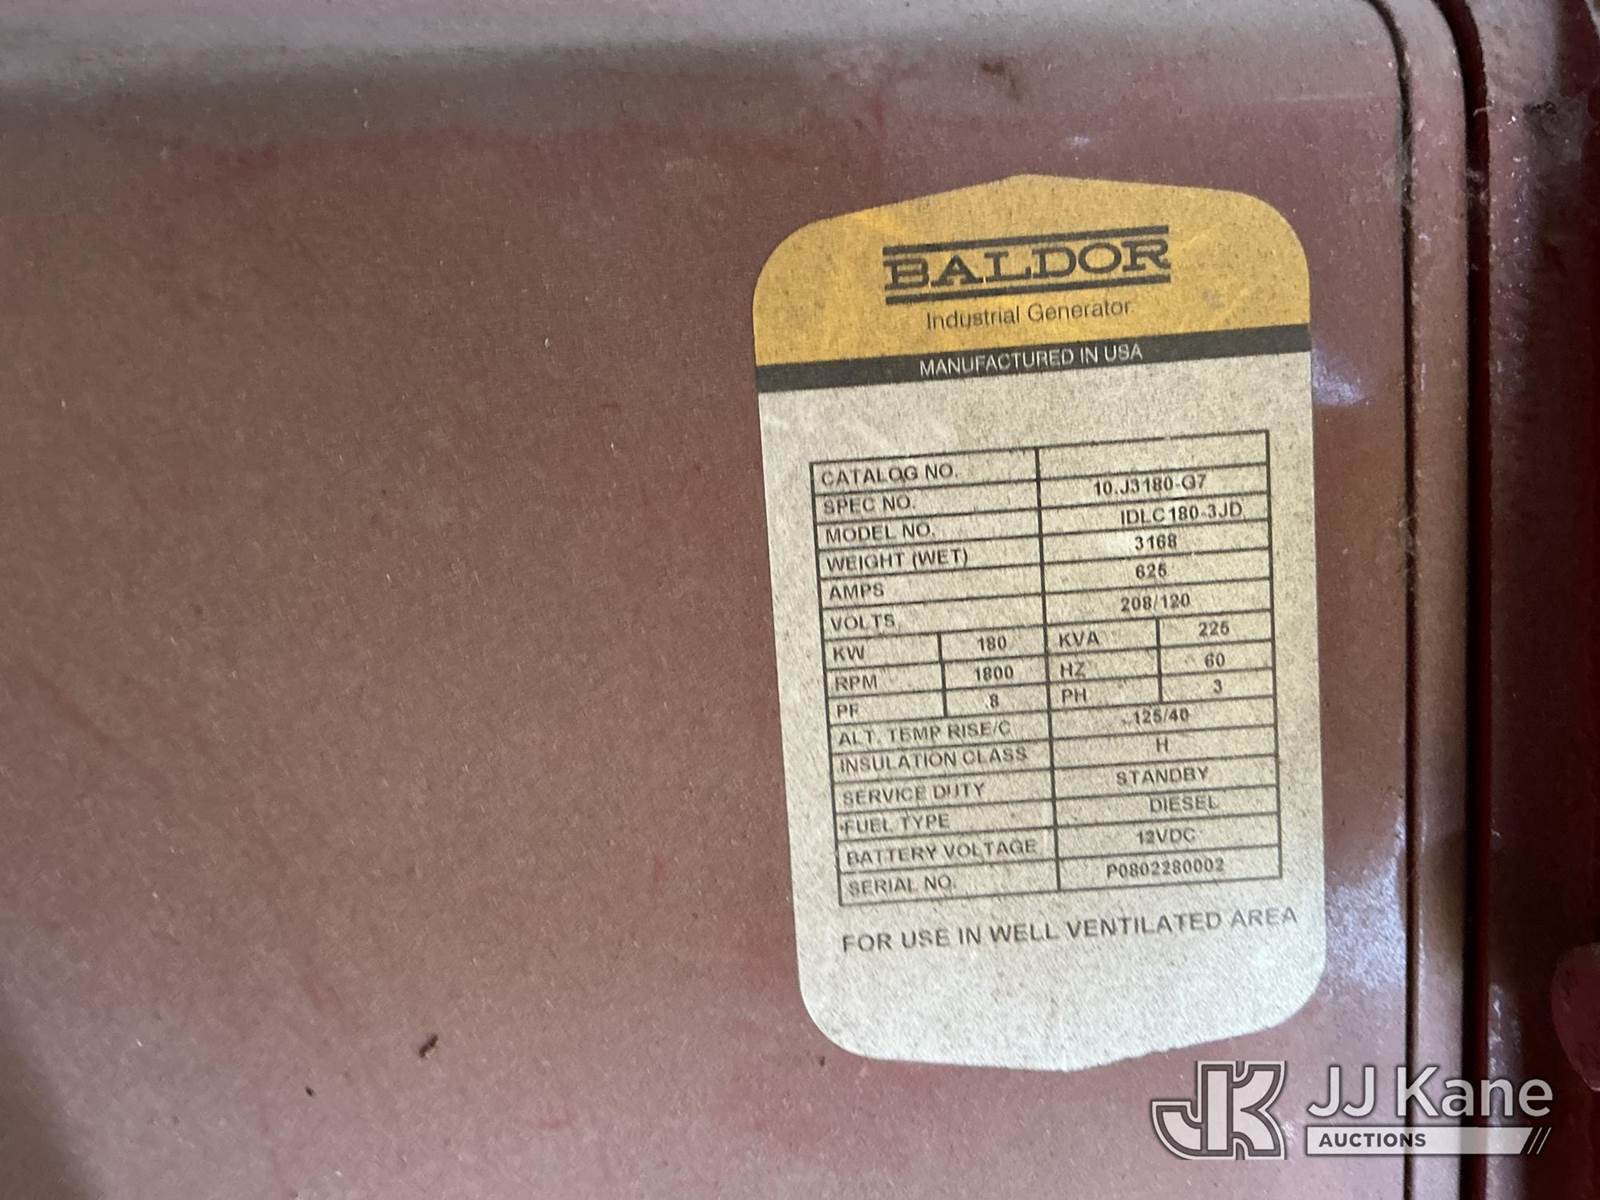 BALDOR
Industrial Generator
MANUFACTURED IN USA
CATALOG NO.
SPEC NO. 10.J3180-G7
MODEL NO. IDLC180-3JD
WEIGHT (WET) 3168
AMPS 625
VOLTS 208/120
KW 180 KVA 225
RPM 1800 HZ 60
PF .8 PH 3
ALT. TEMP RISE/C 125/40
INSULATION CLASS H
SERVICE DUTY STANDBY
FUEL TYPE DIESEL
BATTERY VOLTAGE 12VDC
SERIAL NO. P0802280002
FOR USE IN WELL VENTILATED AREA
JK JJ Kane
AUCTIONS